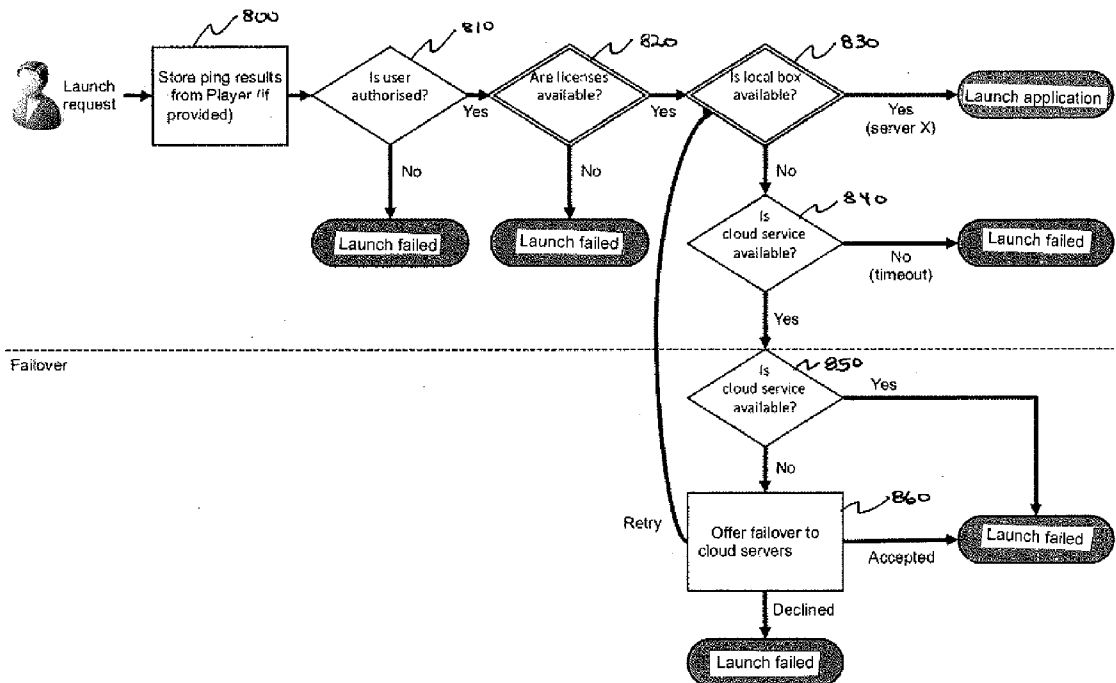 800
810
820
830
Launch
request
Store ping results
from Player (if
provided)
Is user
authorised?
Yes
Are licenses
available?
Yes
Is local box
available?
Yes
(server X)
Launch application
No
Launch failed
No
Launch failed
No
840
Is
cloud service
available?
No
(timeout)
Launch failed
Yes
Failover
850
Is
cloud service
available?
Yes
No
860
Retry
Offer failover to
cloud servers
Accepted
Launch failed
Declined
Launch failed